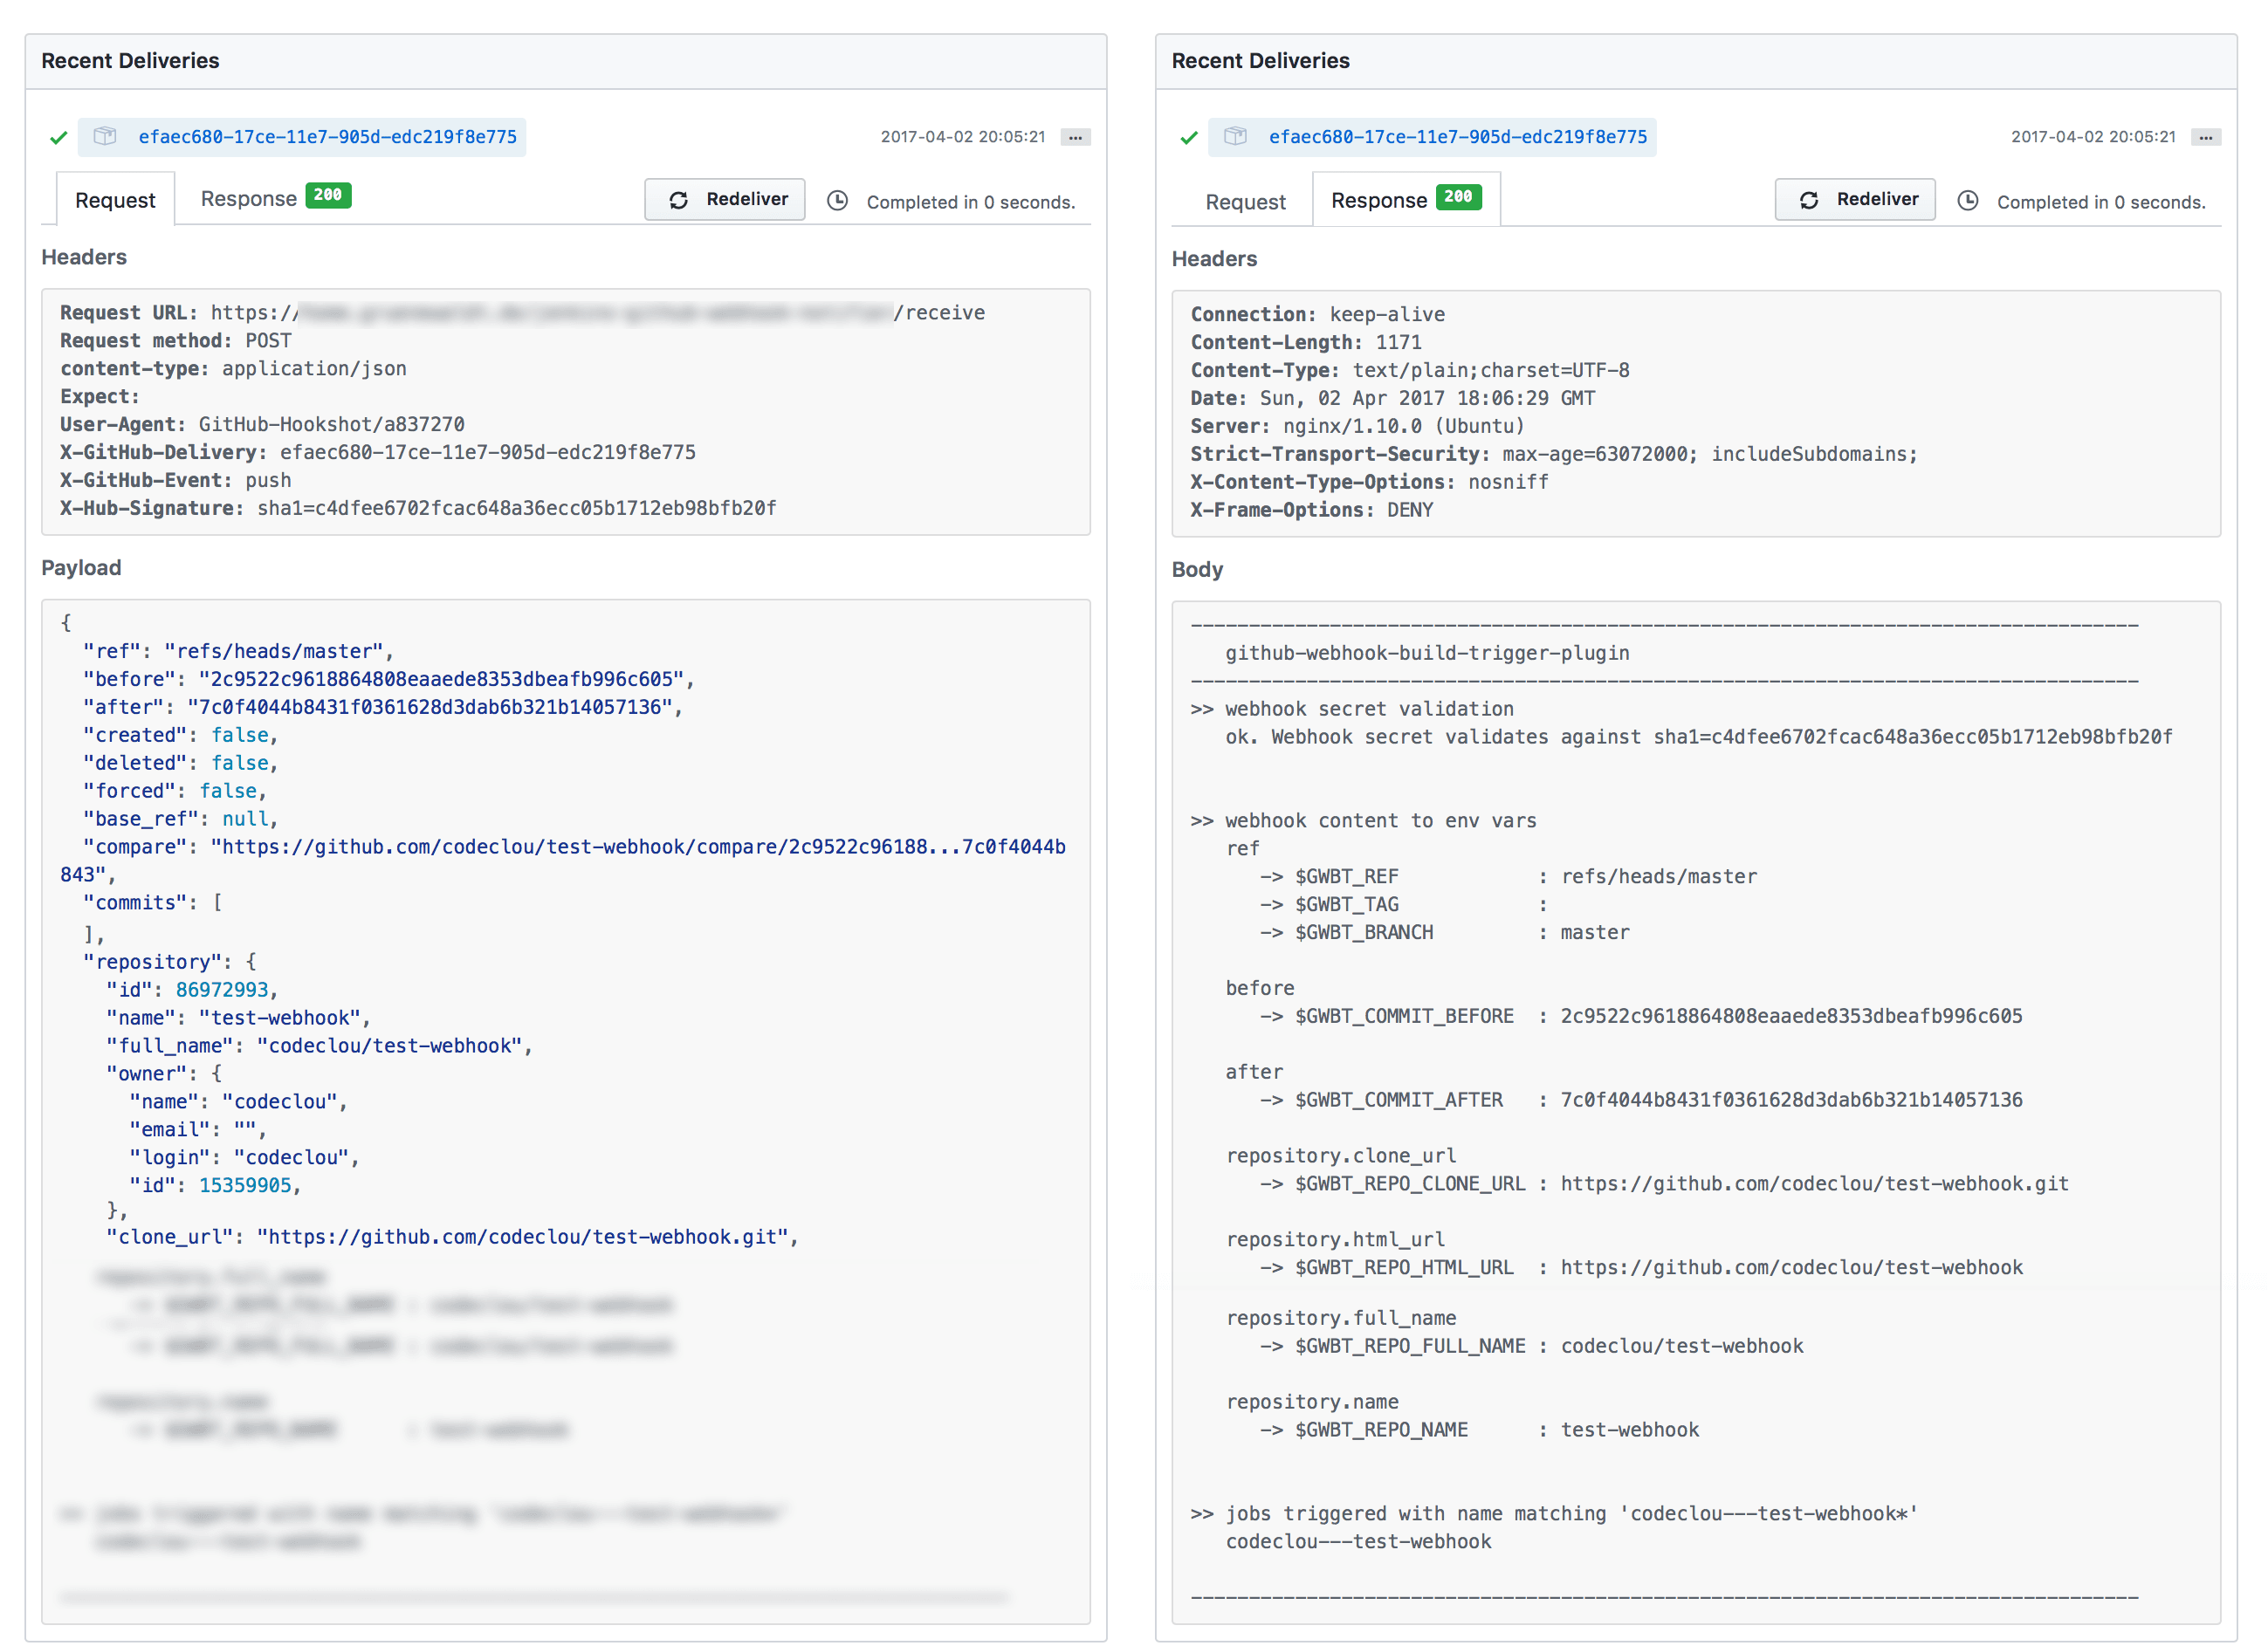 Recent Deliveries
efaec680-17ce-11e7-905d-edc219f8e775 2017-04-02 20:05:21 ...
Request Response 200 Redeliver Completed in 0 seconds.
Headers
Request URL: https:// /receive
Request method: POST
content-type: application/json
Expect:
User-Agent: GitHub-Hookshot/a837270
X-GitHub-Delivery: efaec680-17ce-11e7-905d-edc219f8e775
X-GitHub-Event: push
X-Hub-Signature: sha1=c4dfee6702fcac648a36ecc05b1712eb98bfb20f
Payload
{
"ref": "refs/heads/master",
"before": "2c9522c9618864808eaaede8353dbeafb996c605",
"after": "7c0f4044b8431f0361628d3dab6b321b14057136",
"created": false,
"deleted": false,
"forced": false,
"base_ref": null,
"compare": "https://github.com/codeclou/test-webhook/compare/2c9522c96188...7c0f4044b
843",
"commits": [
],
"repository": {
"id": 86972993,
"name": "test-webhook",
"full_name": "codeclou/test-webhook",
"owner": {
"name": "codeclou",
"email": "",
"login": "codeclou",
"id": 15359905,
},
"clone_url": "https://github.com/codeclou/test-webhook.git",
Recent Deliveries
efaec680-17ce-11e7-905d-edc219f8e775 2017-04-02 20:05:21 ...
Request Response 200 Redeliver Completed in 0 seconds.
Headers
Connection: keep-alive
Content-Length: 1171
Content-Type: text/plain;charset=UTF-8
Date: Sun, 02 Apr 2017 18:06:29 GMT
Server: nginx/1.10.0 (Ubuntu)
Strict-Transport-Security: max-age=63072000; includeSubdomains;
X-Content-Type-Options: nosniff
X-Frame-Options: DENY
Body
----------------------------------------------------------------------------------
github-webhook-build-trigger-plugin
----------------------------------------------------------------------------------
>> webhook secret validation
ok. Webhook secret validates against sha1=c4dfee6702fcac648a36ecc05b1712eb98bfb20f
>> webhook content to env vars
ref
-> $GWBT_REF : refs/heads/master
-> $GWBT_TAG :
-> $GWBT_BRANCH : master
before
-> $GWBT_COMMIT_BEFORE : 2c9522c9618864808eaaede8353dbeafb996c605
after
-> $GWBT_COMMIT_AFTER : 7c0f4044b8431f0361628d3dab6b321b14057136
repository.clone_url
-> $GWBT_REPO_CLONE_URL : https://github.com/codeclou/test-webhook.git
repository.html_url
-> $GWBT_REPO_HTML_URL : https://github.com/codeclou/test-webhook
repository.full_name
-> $GWBT_REPO_FULL_NAME : codeclou/test-webhook
repository.name
-> $GWBT_REPO_NAME : test-webhook
>> jobs triggered with name matching 'codeclou---test-webhook*'
codeclou---test-webhook
----------------------------------------------------------------------------------